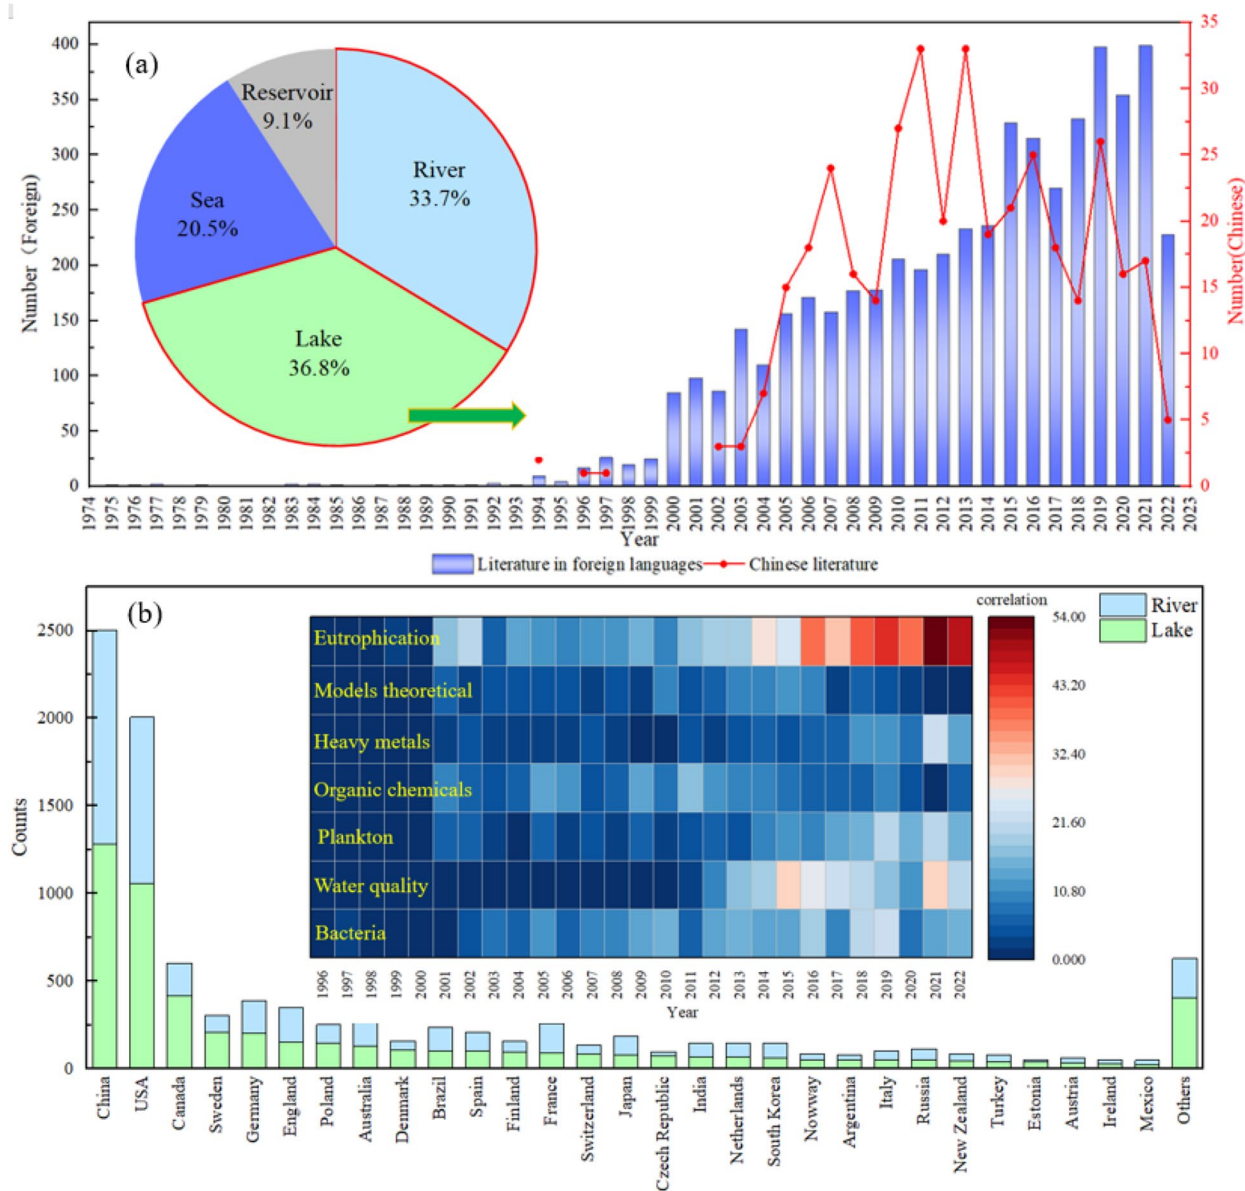 (a)
Reservoir
9.1%
River
33.7%
Sea
20.5%
Lake
36.8%
Number (Foreign)
400
350
300
250
200
150
100
50
0
Number(Chinese)
35
30
25
20
15
10
5
0
1974 1975 1976 1977 1978 1979 1980 1981 1982 1983 1984 1985 1986 1987 1988 1989 1990 1991 1992 1993 1994 1995 1996 1997 1998 1999 2000 2001 2002 2003 2004 2005 2006 2007 2008 2009 2010 2011 2012 2013 2014 2015 2016 2017 2018 2019 2020 2021 2022 2023
Year
Literature in foreign languages Chinese literature
(b)
Counts
2500
2000
1500
1000
500
0
Eutrophication
Models theoretical
Heavy metals
Organic chemicals
Plankton
Water quality
Bacteria
1996 1997 1998 1999 2000 2001 2002 2003 2004 2005 2006 2007 2008 2009 2010 2011 2012 2013 2014 2015 2016 2017 2018 2019 2020 2021 2022
Year
correlation
54.00
43.20
32.40
21.60
10.80
0.000
River
Lake
China USA Canada Sweden Germany England Poland Australia Denmark Brazil Spain Finland France Switzerland Japan Czech Republic India Netherlands South Korea Nowway Argentina Italy Russia New Zealand Turkey Estonia Austria Ireland Mexico Others